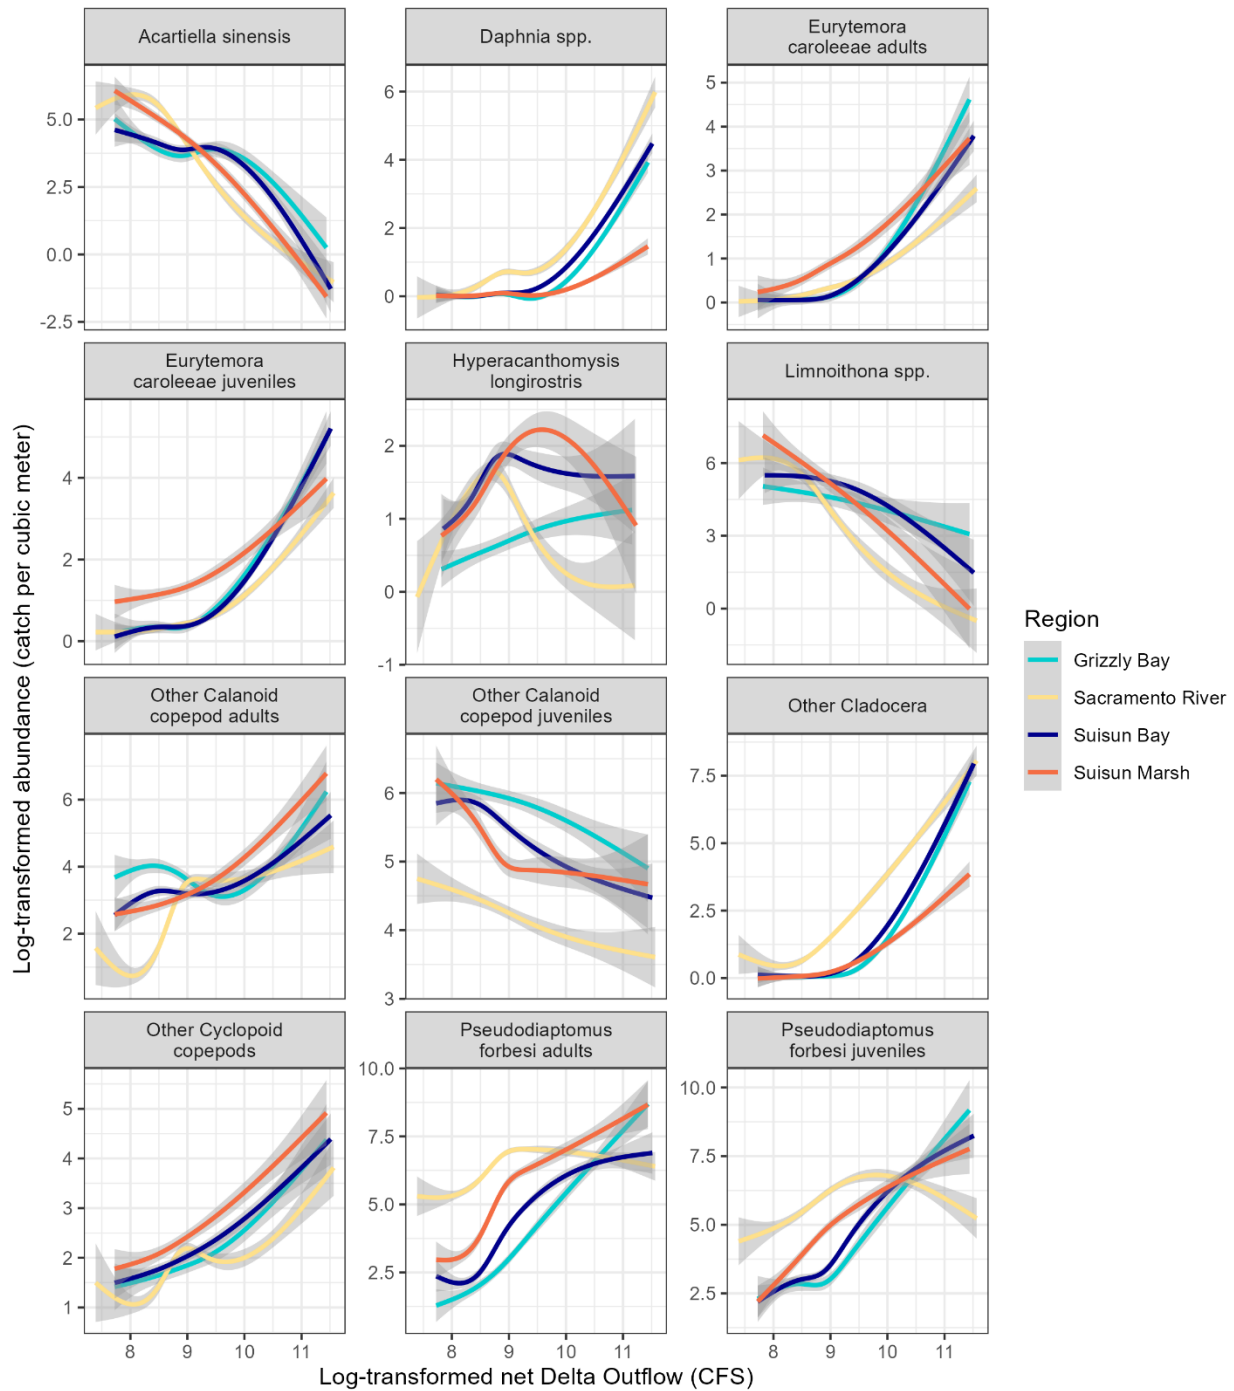 Acartiella sinensis
Daphnia spp.
Eurytemora
caroleeae adults
5.0
2.5
0.0
-2.5
6
4
2
0
5
4
3
2
1
0
Eurytemora
caroleeae juveniles
Hyperacanthomysis
longirostris
Limnoithona spp.
4
2
0
2
1
0
-1
6
3
0
Other Calanoid
copepod adults
Other Calanoid
copepod juveniles
Other Cladocera
6
4
2
6
5
4
3
7.5
5.0
2.5
0.0
Other Cyclopoid
copepods
Pseudodiaptomus
forbesi adults
Pseudodiaptomus
forbesi juveniles
5
4
3
2
1
10.0
7.5
5.0
2.5
10.0
7.5
5.0
2.5
8 9 10 11
8 9 10 11
8 9 10 11
Log-transformed net Delta Outflow (CFS)
Log-transformed abundance (catch per cubic meter)
Region
Grizzly Bay
Sacramento River
Suisun Bay
Suisun Marsh